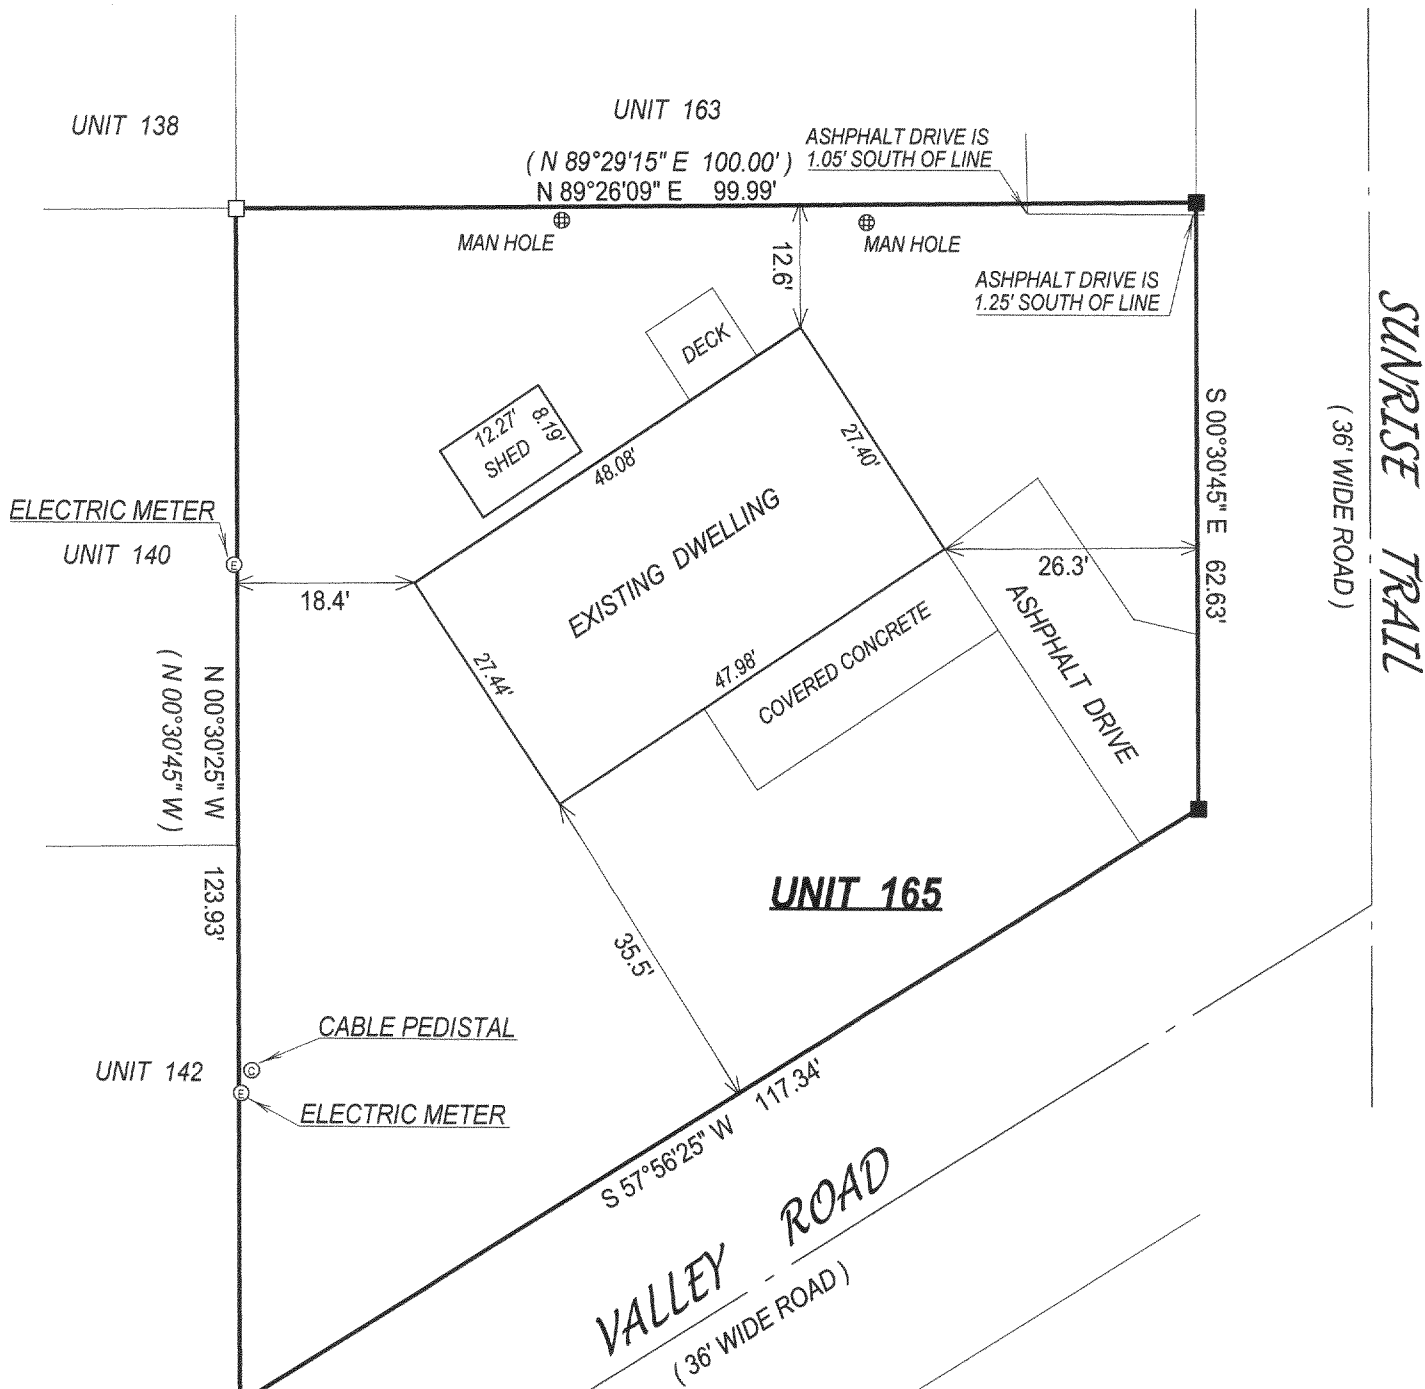 UNIT 138
UNIT 163
( N 89°29'15" E 100.00' )
N 89°26'09" E 99.99'
ASHPHALT DRIVE IS
1.05' SOUTH OF LINE
MAN HOLE
MAN HOLE
12.6'
ASHPHALT DRIVE IS
1.25' SOUTH OF LINE
DECK
12.27'
8.19'
SHED
48.08'
27.40'
EXISTING DWELLING
S 00°30'45" E 62.63'
SUNRISE TRAIL
( 36' WIDE ROAD )
ELECTRIC METER
E
UNIT 140
18.4'
26.3'
27.44'
47.98'
COVERED CONCRETE
ASHPHALT DRIVE
N 00°30'25" W 123.93'
( N 00°30'45" W )
UNIT 165
35.5'
CABLE PEDISTAL
C
UNIT 142
E
ELECTRIC METER
S 57°56'25" W 117.34'
VALLEY ROAD
( 36' WIDE ROAD )